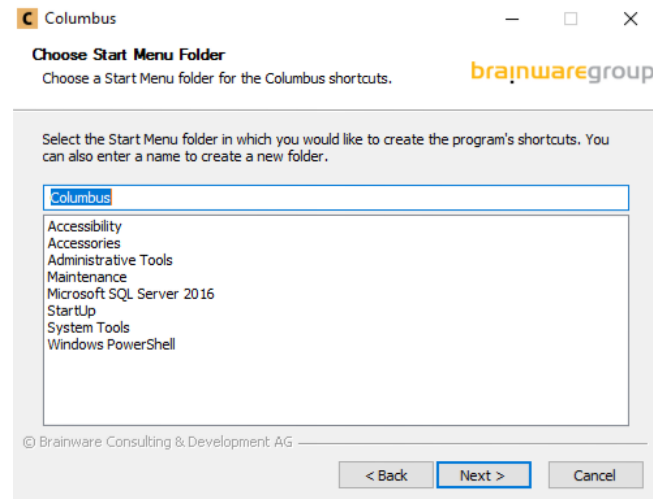 Columbus
Choose Start Menu Folder
Choose a Start Menu folder for the Columbus shortcuts.
brainwaregroup
Select the Start Menu folder in which you would like to create the program's shortcuts. You
can also enter a name to create a new folder.
Columbus
Accessibility
Accessories
Administrative Tools
Maintenance
Microsoft SQL Server 2016
StartUp
System Tools
Windows PowerShell
© Brainware Consulting & Development AG
< Back Next > Cancel